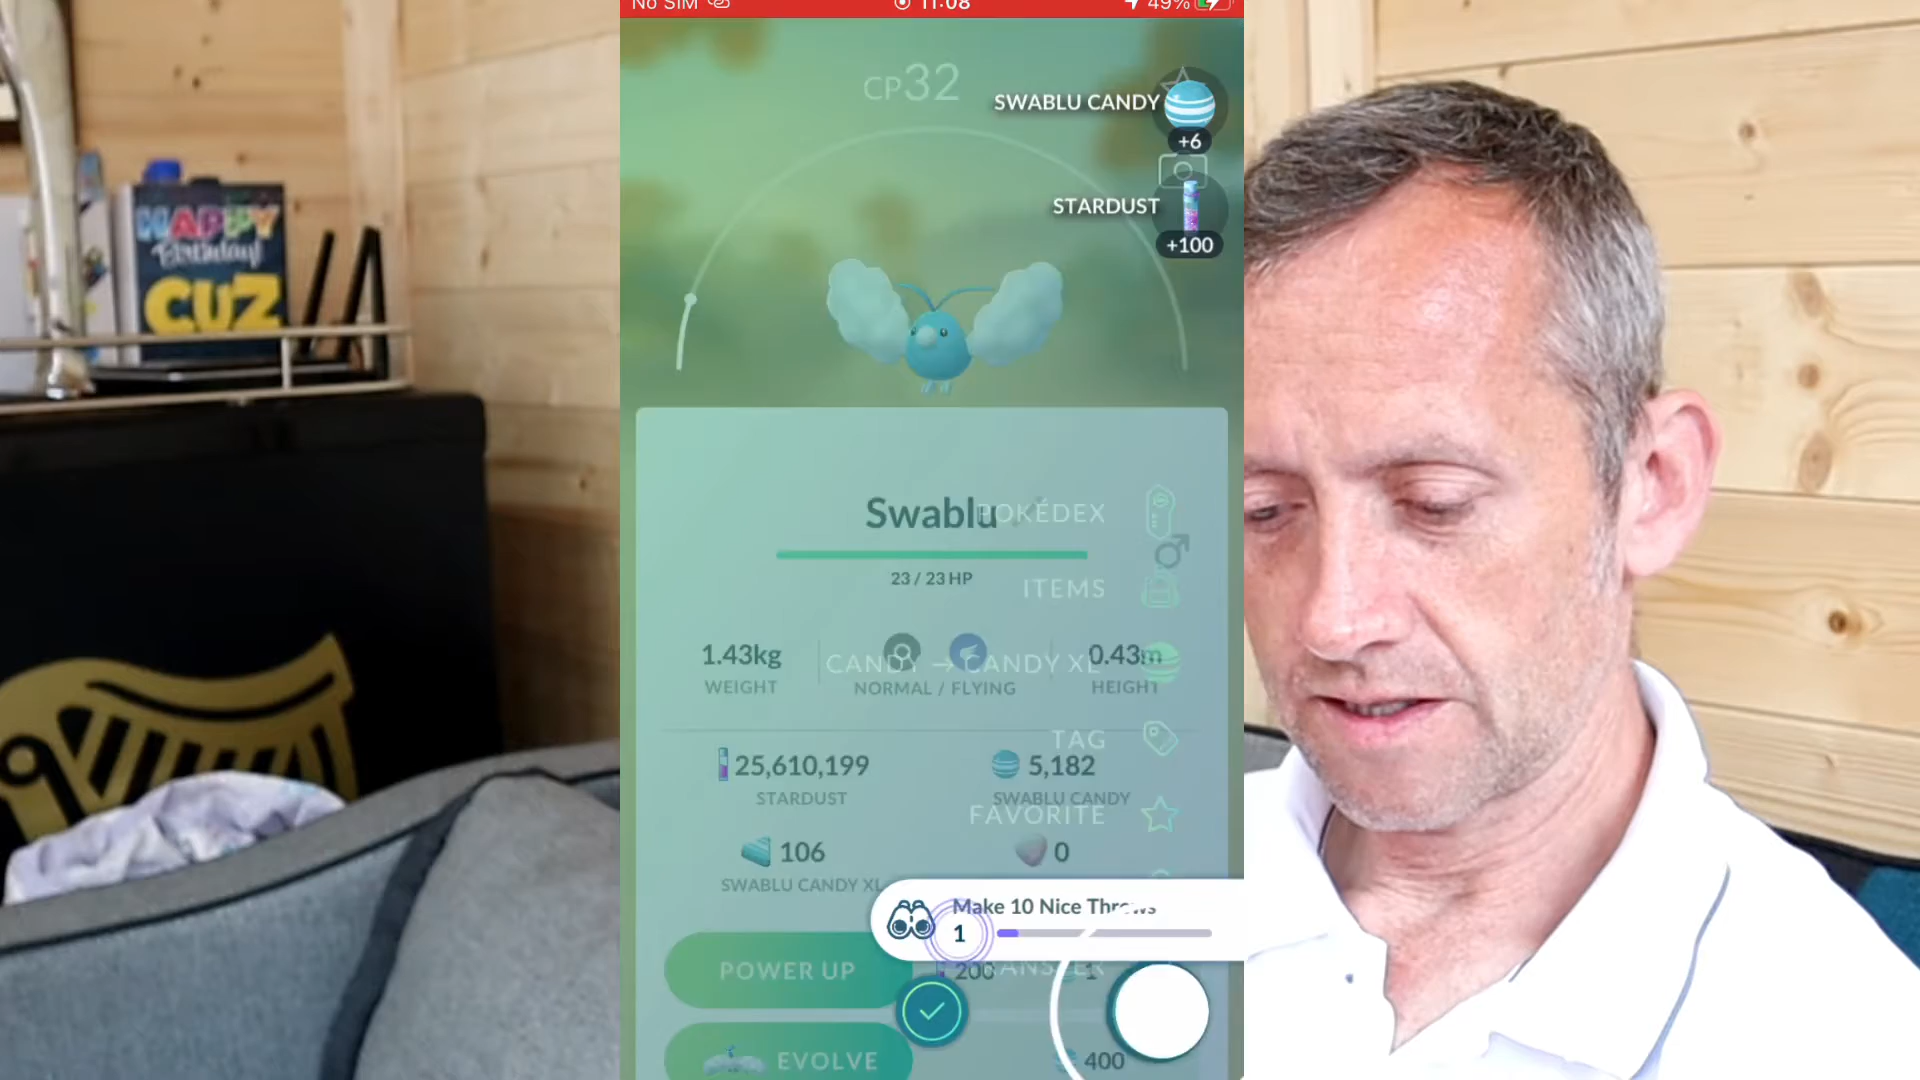 HAPPY
Birthday!
CUZ
No SIM
11:08
49%
CP32
SWABLU CANDY
+6
STARDUST
+100
Swablu
POKÉDEX
23 / 23 HP
ITEMS
1.43kg
WEIGHT
CANDY → CANDY XL
NORMAL / FLYING
0.43m
HEIGHT
TAG
25,610,199
STARDUST
5,182
SWABLU CANDY
FAVORITE
106
SWABLU CANDY XL
0
Make 10 Nice Throws
1
POWER UP
200
TRANSFER
1
EVOLVE
400